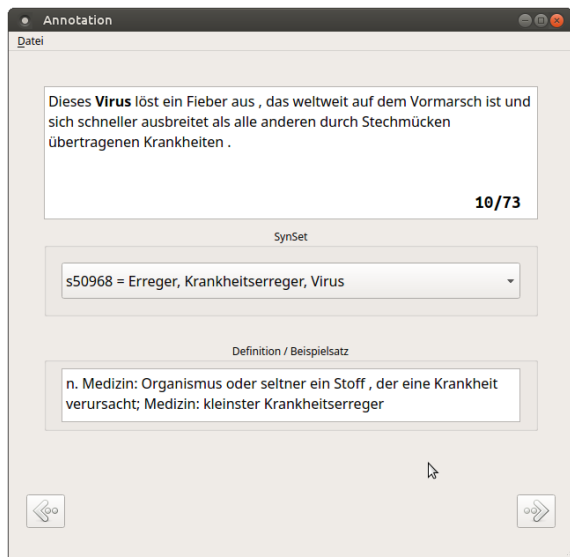 Annotation
Datei
Dieses Virus löst ein Fieber aus , das weltweit auf dem Vormarsch ist und
sich schneller ausbreitet als alle anderen durch Stechmücken
übertragenen Krankheiten .
10/73
SynSet
s50968 = Erreger, Krankheitserreger, Virus
Definition / Beispielsatz
n. Medizin: Organismus oder seltner ein Stoff , der eine Krankheit
verursacht; Medizin: kleinster Krankheitserreger